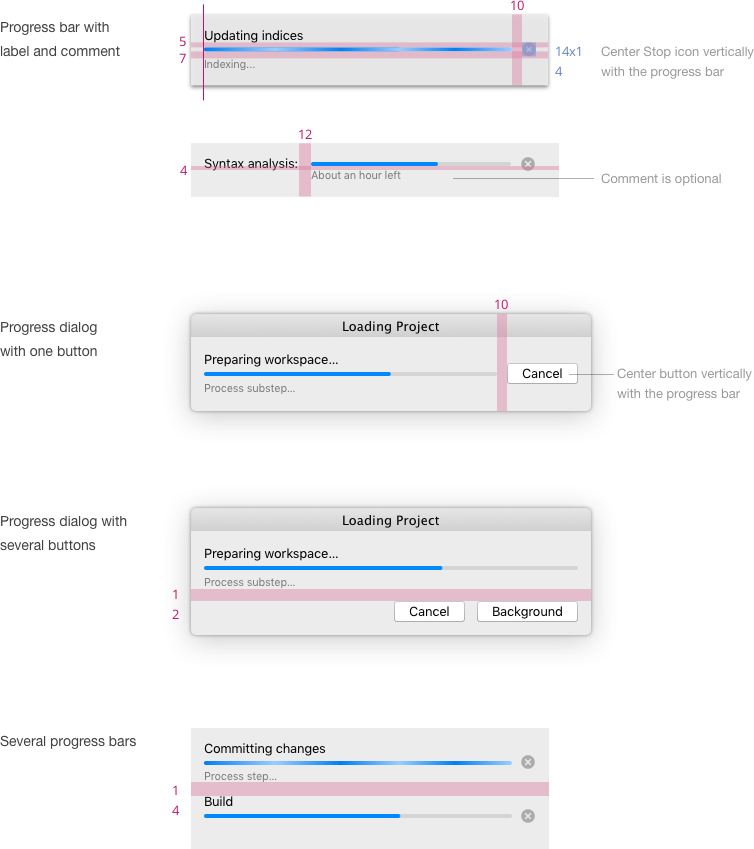 10
Progress bar with
label and comment
Updating indices
5
7
Indexing...
14x1
4
Center Stop icon vertically
with the progress bar
12
4
Syntax analysis:
About an hour left
Comment is optional
10
Progress dialog
with one button
Loading Project
Preparing workspace...
Process substep...
Cancel
Center button vertically
with the progress bar
Progress dialog with
several buttons
Loading Project
Preparing workspace...
Process substep...
1
2
Cancel
Background
Several progress bars
Committing changes
Process step...
1
4
Build